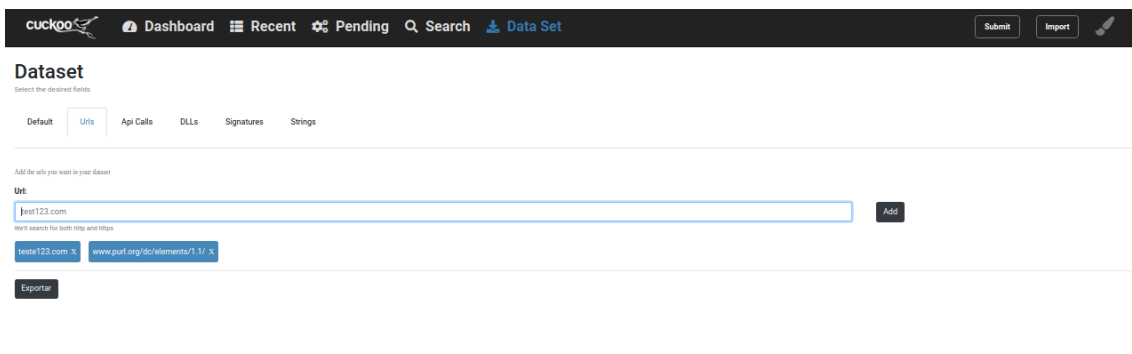 cuckoo Dashboard Recent Pending Search Data Set Submit Import
Dataset
Select the desired fields
Default Urls Api Calls DLLs Signatures Strings
Add the urls you want in your dataset
Url:
test123.com Add
We'll search for both http and https
teste123.com X www.purl.org/dc/elements/1.1/ X
Exportar